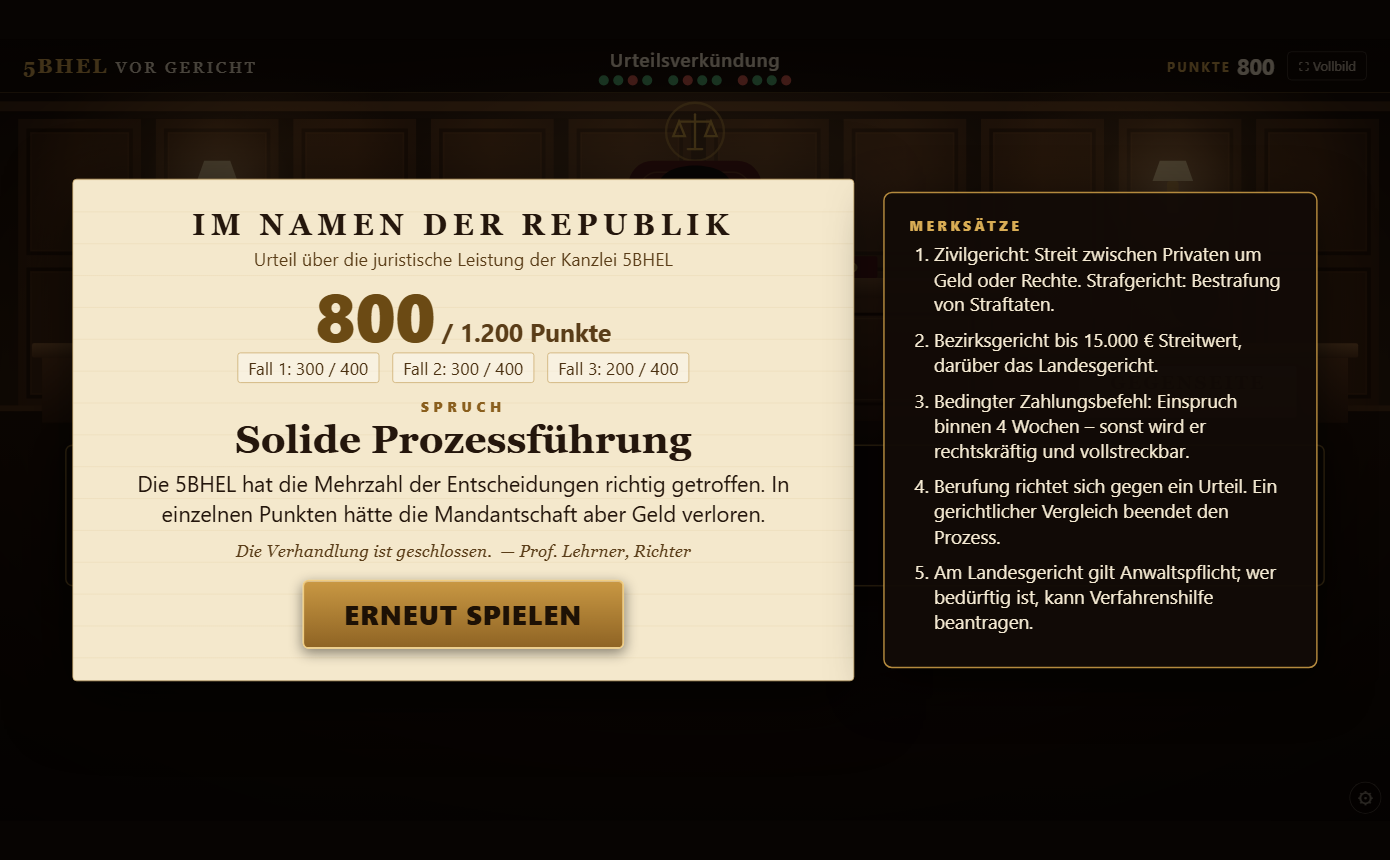 5BHEL VOR GERICHT
Urteilsverkündung
PUNKTE 800
Vollbild
IM NAMEN DER REPUBLIK
Urteil über die juristische Leistung der Kanzlei 5BHEL
800 / 1.200 Punkte
Fall 1: 300 / 400
Fall 2: 300 / 400
Fall 3: 200 / 400
SPRUCH
Solide Prozessführung
Die 5BHEL hat die Mehrzahl der Entscheidungen richtig getroffen. In
einzelnen Punkten hätte die Mandantschaft aber Geld verloren.
Die Verhandlung ist geschlossen. — Prof. Lehrner, Richter
ERNEUT SPIELEN
MERKSÄTZE
1. Zivilgericht: Streit zwischen Privaten um
Geld oder Rechte. Strafgericht: Bestrafung
von Straftaten.
2. Bezirksgericht bis 15.000 € Streitwert,
darüber das Landesgericht.
3. Bedingter Zahlungsbefehl: Einspruch
binnen 4 Wochen – sonst wird er
rechtskräftig und vollstreckbar.
4. Berufung richtet sich gegen ein Urteil. Ein
gerichtlicher Vergleich beendet den
Prozess.
5. Am Landesgericht gilt Anwaltspflicht; wer
bedürftig ist, kann Verfahrenshilfe
beantragen.